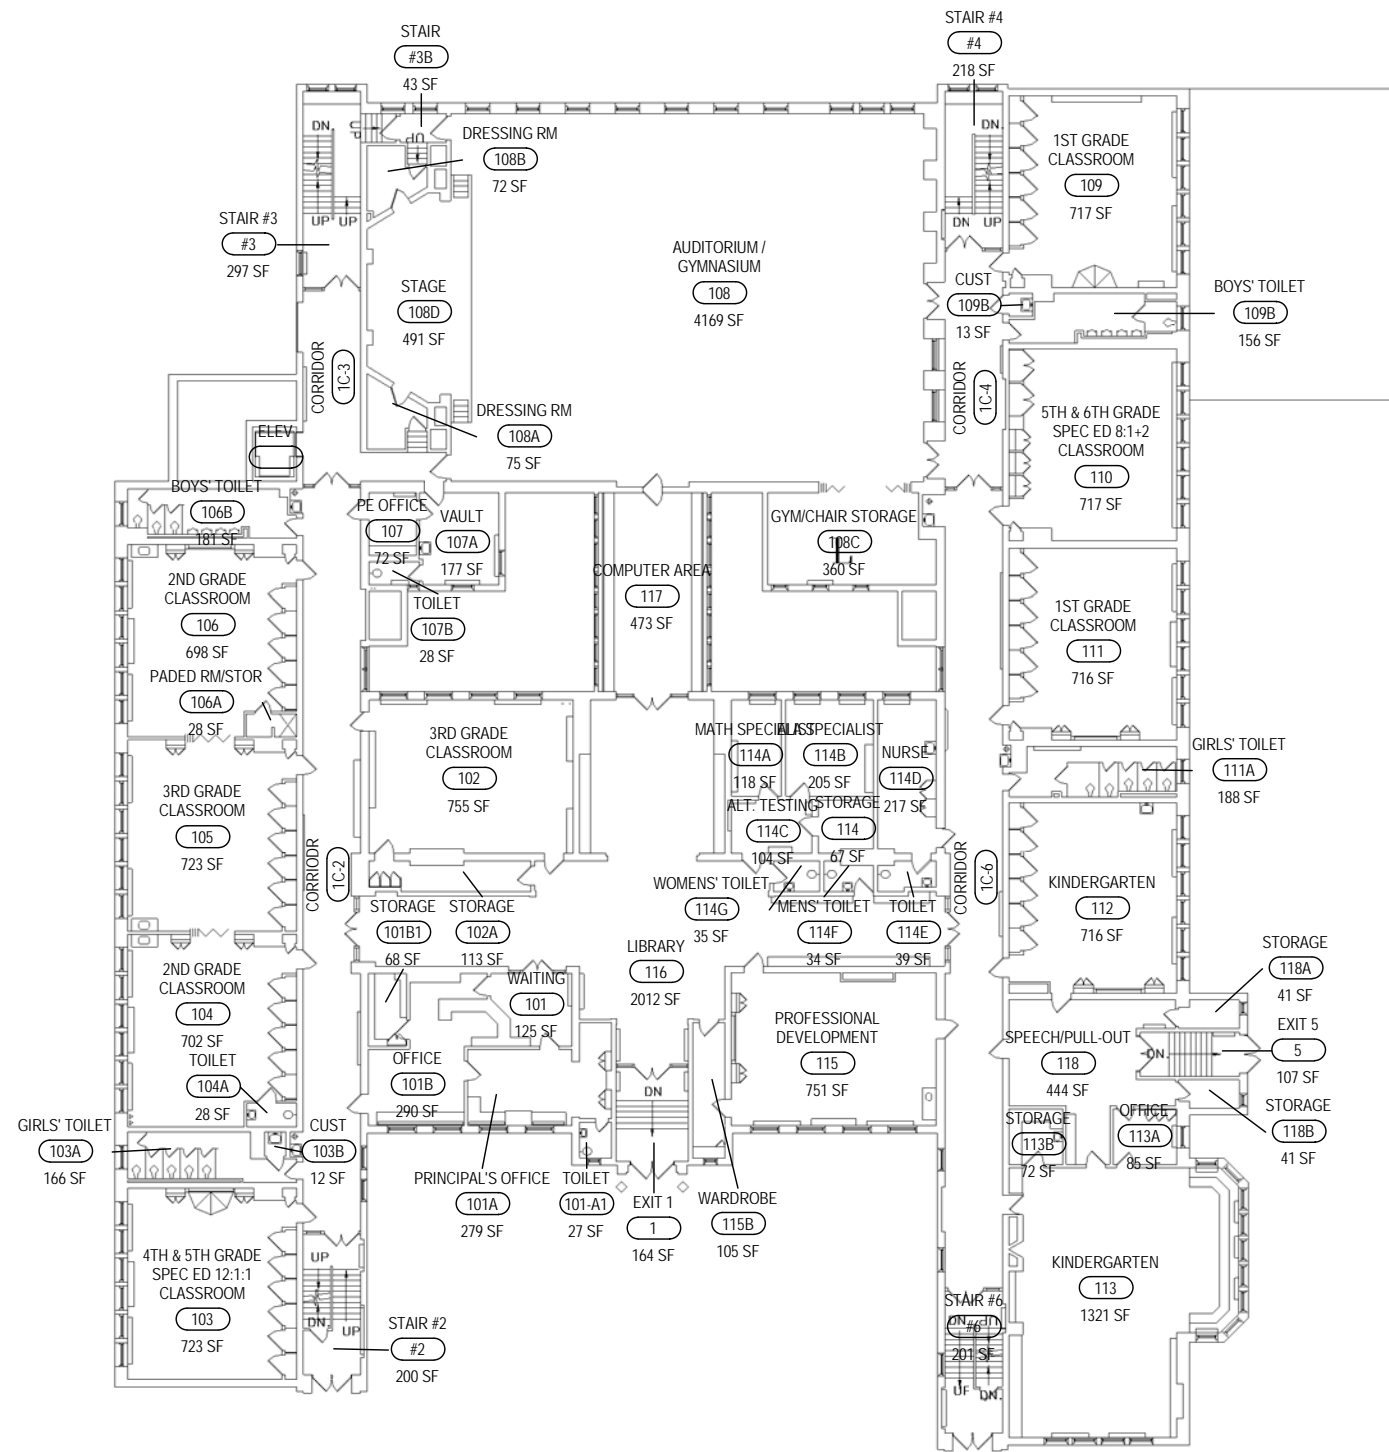 STAIR
#3B
43 SF
STAIR #4
#4
218 SF
DN.
UP
UP
DRESSING RM
108B
72 SF
DN.
1ST GRADE
CLASSROOM
109
717 SF
STAIR #3
#3
297 SF
UP
UP
DN
UP
AUDITORIUM /
GYMNASIUM
108
4169 SF
STAGE
108D
491 SF
CUST
109B
13 SF
BOYS' TOILET
109B
156 SF
CORRIDOR
1C-3
CORRIDOR
1C-4
DRESSING RM
108A
75 SF
5TH & 6TH GRADE
SPEC ED 8:1+2
CLASSROOM
110
717 SF
ELEV
BOYS' TOILET
106B
181 SF
PE OFFICE
107
72 SF
VAULT
107A
177 SF
GYM/CHAIR STORAGE
108C
360 SF
COMPUTER AREA
117
473 SF
2ND GRADE
CLASSROOM
106
698 SF
TOILET
107B
28 SF
1ST GRADE
CLASSROOM
111
716 SF
PADED RM/STOR
106A
28 SF
3RD GRADE
CLASSROOM
102
755 SF
MATH SPECIALIST
114A
118 SF
ELA SPECIALIST
114B
205 SF
NURSE
114D
217 SF
GIRLS' TOILET
111A
188 SF
3RD GRADE
CLASSROOM
105
723 SF
ALT. TESTING
114C
104 SF
STORAGE
114
67 SF
CORRIODR
1C-2
CORRIDOR
1C-6
KINDERGARTEN
112
716 SF
STORAGE
101B1
68 SF
STORAGE
102A
113 SF
WOMENS' TOILET
114G
35 SF
MENS' TOILET
114F
34 SF
TOILET
114E
39 SF
LIBRARY
116
2012 SF
STORAGE
118A
41 SF
2ND GRADE
CLASSROOM
104
702 SF
WAITING
101
125 SF
PROFESSIONAL
DEVELOPMENT
115
751 SF
SPEECH/PULL-OUT
118
444 SF
DN.
EXIT 5
5
107 SF
TOILET
104A
28 SF
OFFICE
101B
290 SF
DN
STORAGE
118B
41 SF
GIRLS' TOILET
103A
166 SF
CUST
103B
12 SF
STORAGE
113B
72 SF
OFFICE
113A
85 SF
PRINCIPAL'S OFFICE
101A
279 SF
TOILET
101-A1
27 SF
EXIT 1
1
164 SF
WARDROBE
115B
105 SF
4TH & 5TH GRADE
SPEC ED 12:1:1
CLASSROOM
103
723 SF
UP
DN.
UP
STAIR #2
#2
200 SF
KINDERGARTEN
113
1321 SF
STAIR #6
#6
201 SF
DN.
UP
UP
DN.